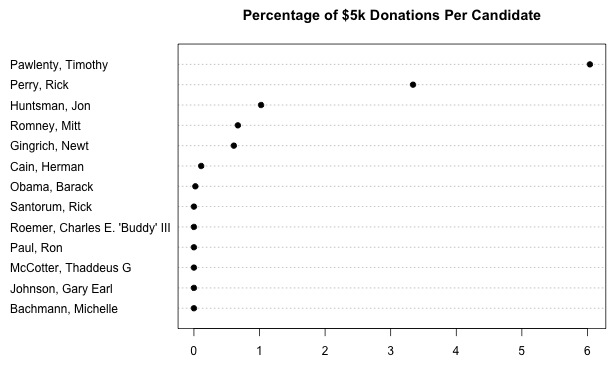 Percentage of $5k Donations Per Candidate
Pawlenty, Timothy
Perry, Rick
Huntsman, Jon
Romney, Mitt
Gingrich, Newt
Cain, Herman
Obama, Barack
Santorum, Rick
Roemer, Charles E. 'Buddy' III
Paul, Ron
McCotter, Thaddeus G
Johnson, Gary Earl
Bachmann, Michelle
0 1 2 3 4 5 6